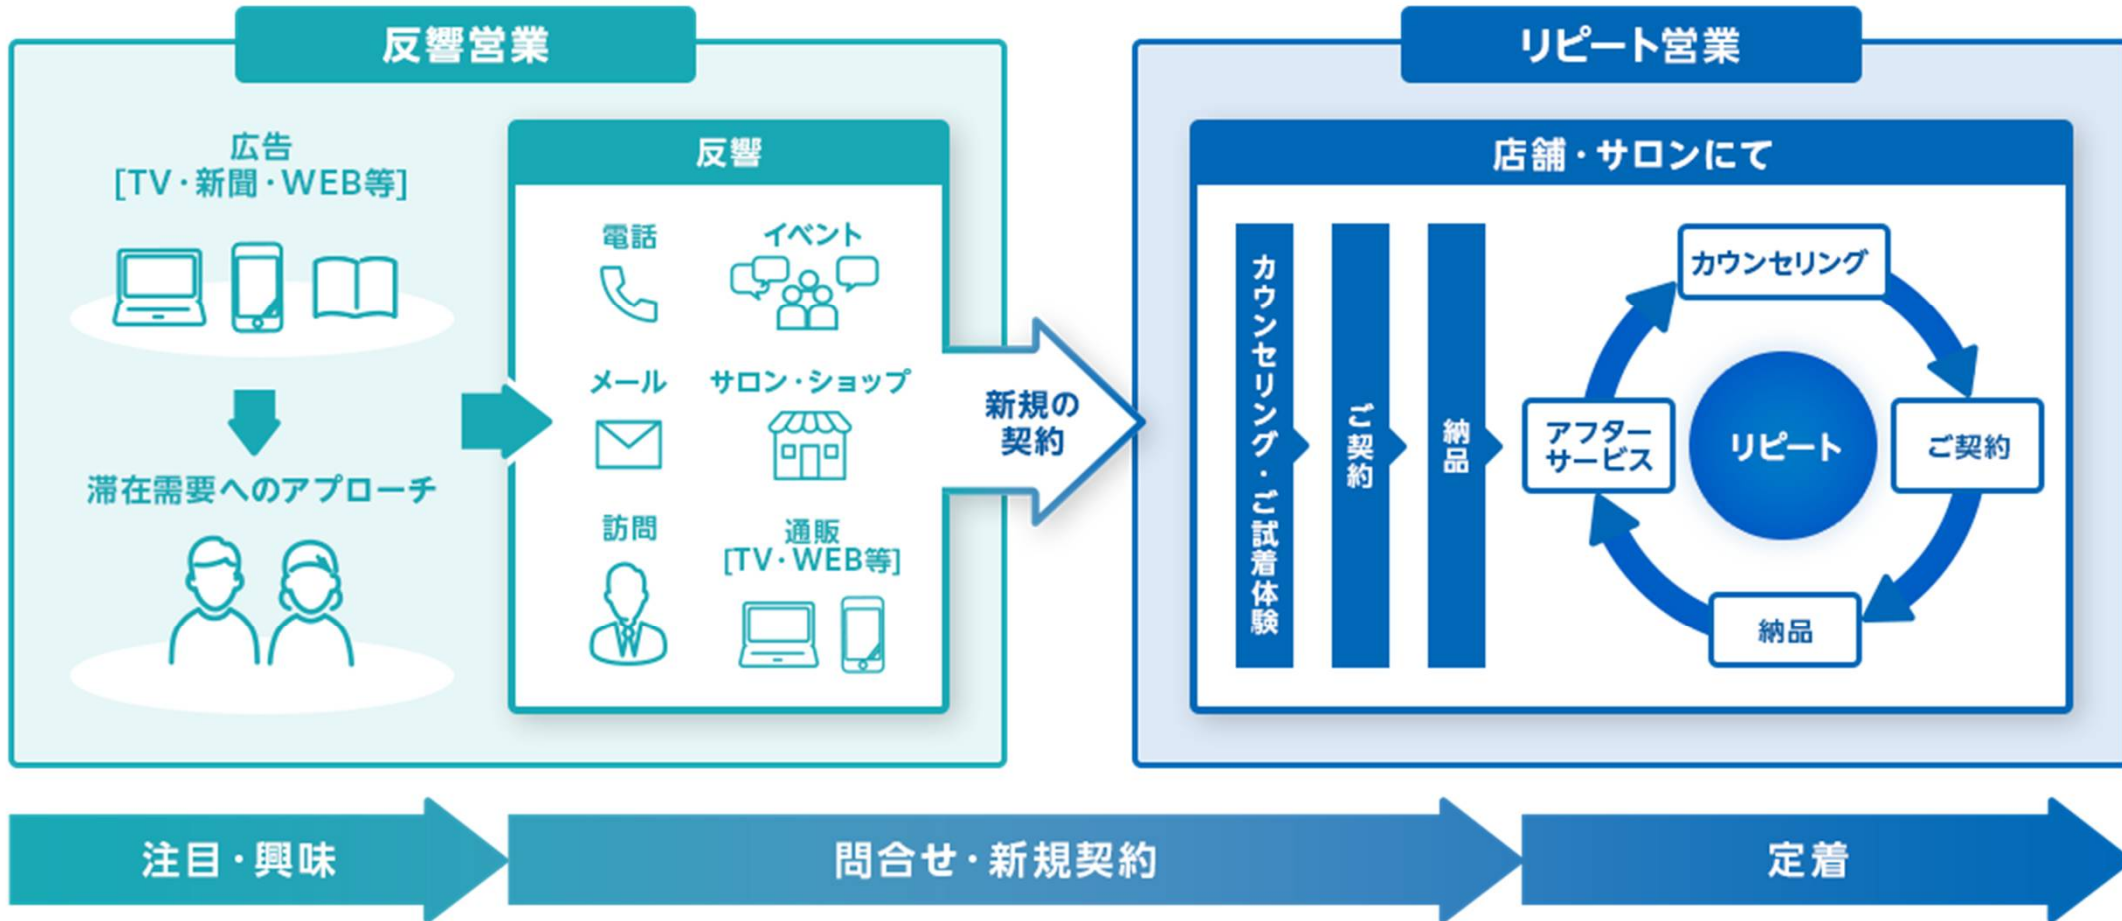 反響営業
広告
[TV・新聞・WEB等]
滞在需要へのアプローチ
反響
電話
イベント
メール
サロン・ショップ
訪問
通販
[TV・WEB等]
新規の
契約
リピート営業
店舗・サロンにて
カウンセリング・ご試着体験
ご契約
納品
カウンセリング
ご契約
納品
アフター
サービス
リピート
注目・興味
問合せ・新規契約
定着